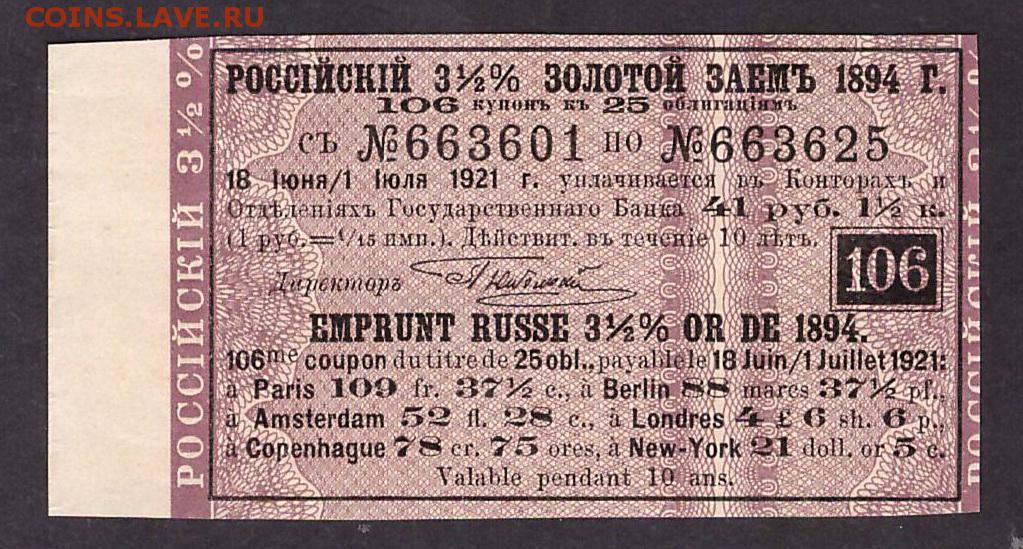 COINS.LAVE.RU
РОССІЙСКІЙ 3½%
РОССІЙСКІЙ 3½ ЗОЛОТОЙ ЗАЕМЪ 1894 Г.
106 купонъ къ 25 облигаціямъ
съ №663601 по №663625
18 Іюня/1 Іюля 1921 г. уплачивается въ Конторахъ и
Отдѣленіяхъ Государственнаго Банка 41 руб. 1½ к.
(1 руб.=1/15 имп.). Дѣйствит. въ теченіе 10 лѣтъ.
106
Директоръ
EMPRUNT RUSSE 3½% OR DE 1894.
106me coupon du titre de 25 obl., payable le 18 Juin/1 Juillet 1921:
à Paris 109 fr. 37½ c., à Berlin 88 marcs 37½ pf.,
à Amsterdam 52 fl. 28 c., à Londres 4 £ 6 sh. 6 p.,
à Copenhague 78 cr. 75 ores, à New-York 21 doll. or 5 c.
Valable pendant 10 ans.
РОССІЙСКІЙ 3½%